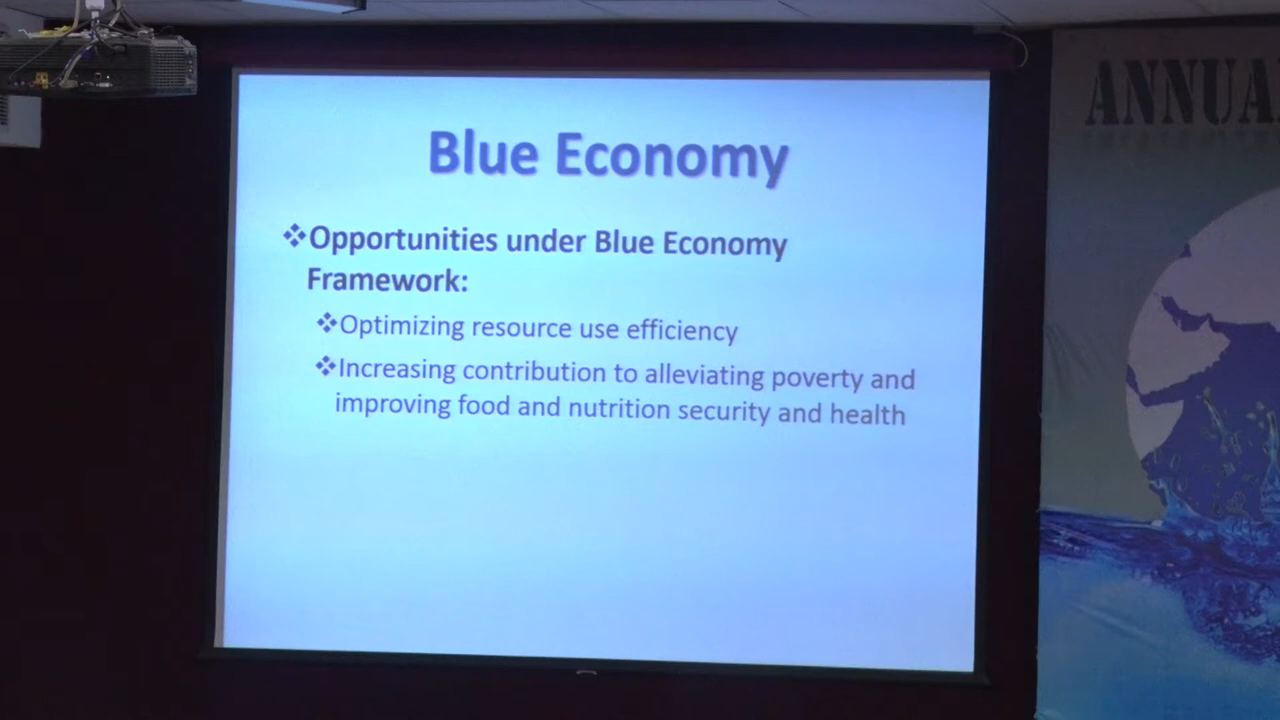 Blue Economy
❖Opportunities under Blue Economy
Framework:
❖Optimizing resource use efficiency
❖Increasing contribution to alleviating poverty and
improving food and nutrition security and health